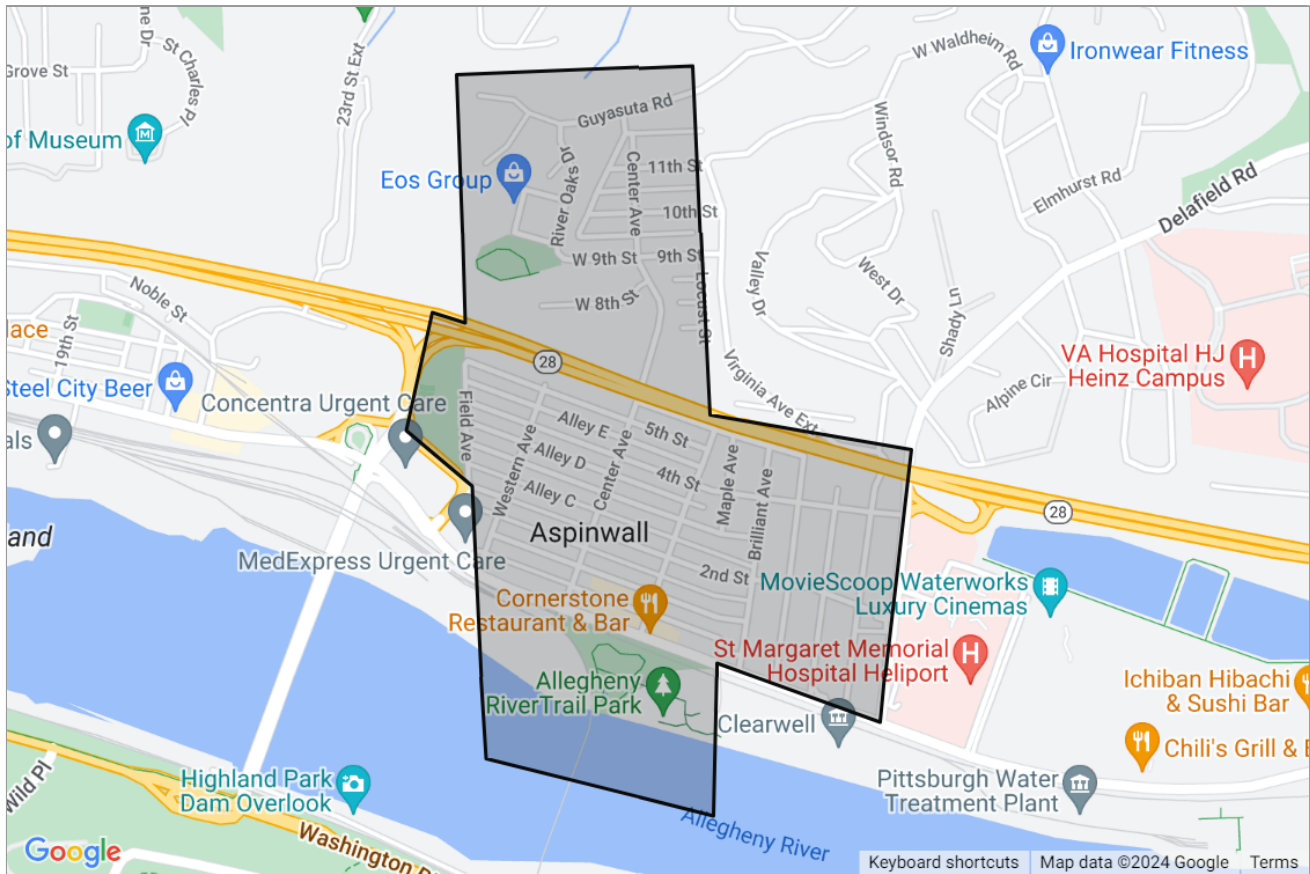 St Charles Pl
Grove St
23rd St Ext
W Waldheim Rd
Ironwear Fitness
of Museum
Guyasuta Rd
Windsor Rd
Center Ave
11th St
Eos Group
River Oaks Dr
10th St
Elmhurst Rd
Delafield Rd
W 9th St
9th St
Valley Dr
West Dr
Locust St
Noble St
W 8th St
Shady Ln
19th St
lace
28
Virginia Ave Ext
VA Hospital HJ
Heinz Campus
Steel City Beer
Alpine Cir
Concentra Urgent Care
Field Ave
Alley E
5th St
als
Western Ave
Alley D
Center Ave
4th St
Maple Ave
Brilliant Ave
Alley C
28
and
Aspinwall
MedExpress Urgent Care
2nd St
MovieScoop Waterworks
Luxury Cinemas
Cornerstone
Restaurant & Bar
St Margaret Memorial
Hospital Heliport
Allegheny
RiverTrail Park
Ichiban Hibachi
& Sushi Bar
Clearwell
Chili's Grill & B
Wild Pl
Highland Park
Dam Overlook
Pittsburgh Water
Treatment Plant
Allegheny River
Washington
Google
Keyboard shortcuts
Map data ©2024 Google
Terms